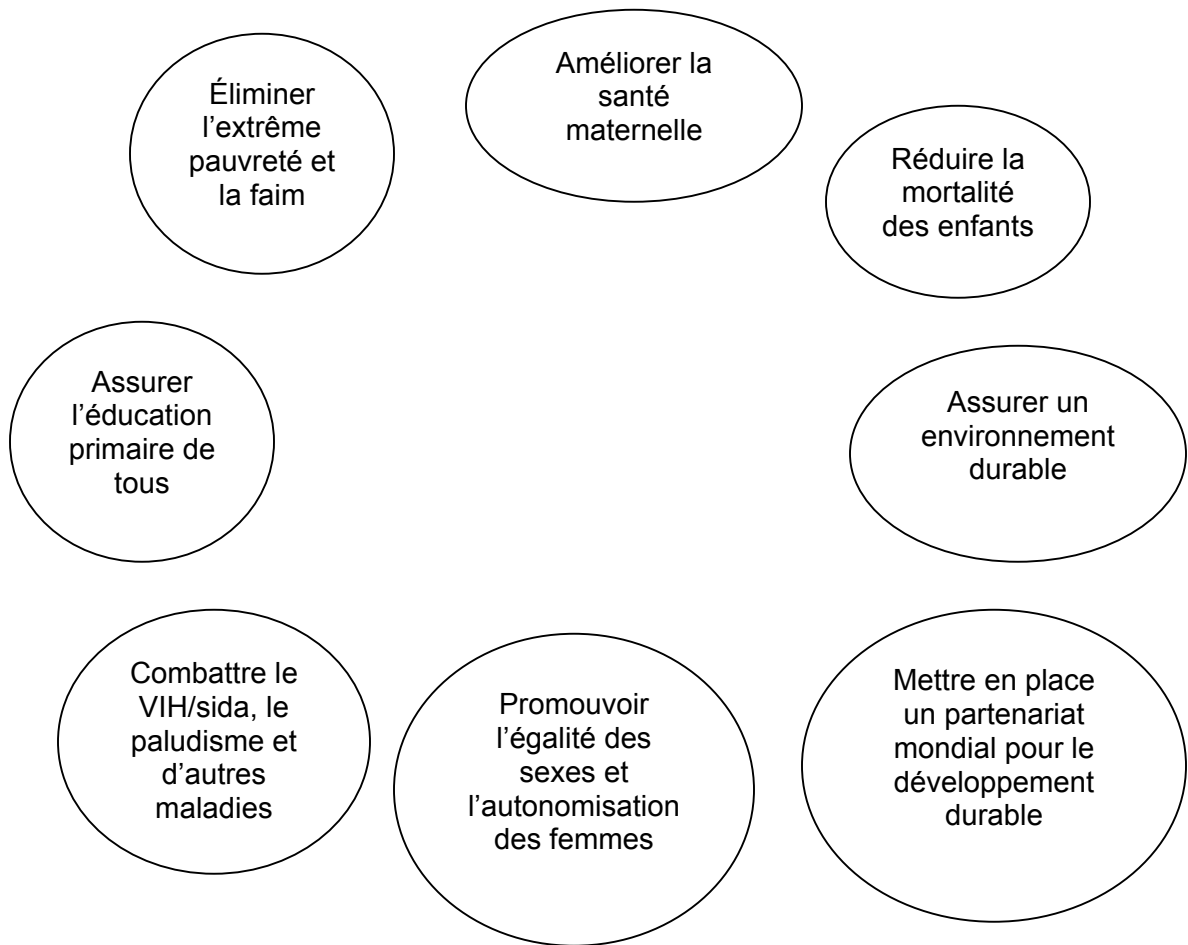 Éliminer
l’extrême
pauvreté et
la faim
Améliorer la
santé
maternelle
Réduire la
mortalité
des enfants
Assurer
l’éducation
primaire de
tous
Assurer un
environnement
durable
Combattre le
VIH/sida, le
paludisme et
d’autres
maladies
Promouvoir
l’égalité des
sexes et
l’autonomisation
des femmes
Mettre en place
un partenariat
mondial pour le
développement
durable